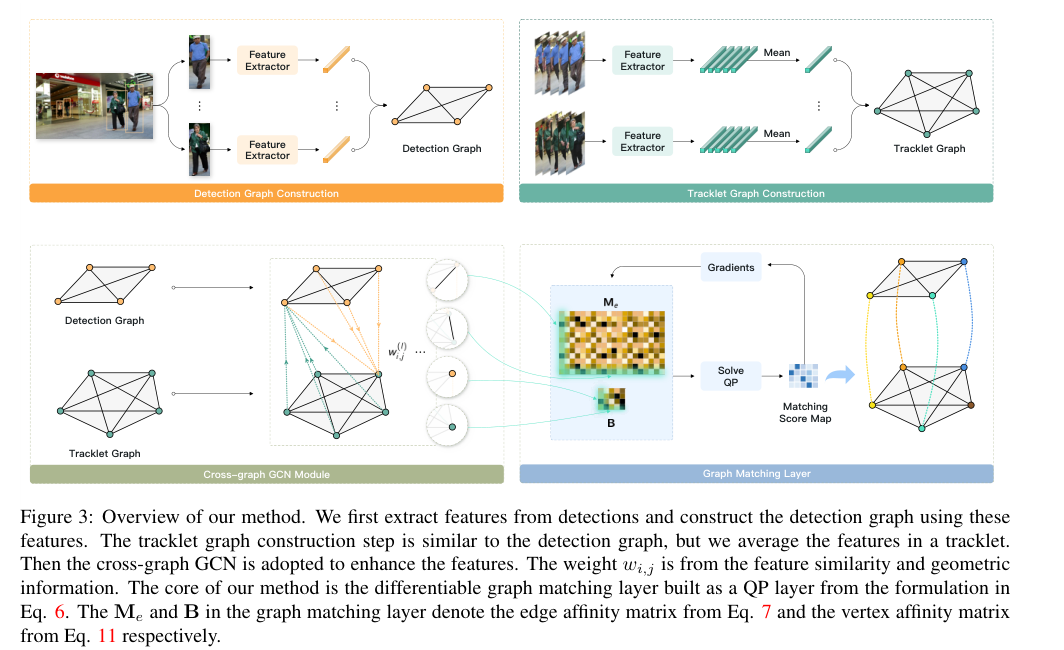 Feature
Extractor
Feature
Extractor
Detection Graph
Detection Graph Construction
Feature
Extractor
Mean
Feature
Extractor
Mean
Tracklet Graph
Tracklet Graph Construction
Detection Graph
Tracklet Graph
w_{i,j}^{(l)} ...
Cross-graph GCN Module
Gradients
M_e
B
Solve
QP
Matching
Score Map
Graph Matching Layer
Figure 3: Overview of our method. We first extract features from detections and construct the detection graph using these
features. The tracklet graph construction step is similar to the detection graph, but we average the features in a tracklet.
Then the cross-graph GCN is adopted to enhance the features. The weight w_{i,j} is from the feature similarity and geometric
information. The core of our method is the differentiable graph matching layer built as a QP layer from the formulation in
Eq. 6. The M_e and B in the graph matching layer denote the edge affinity matrix from Eq. 7 and the vertex affinity matrix
from Eq. 11 respectively.